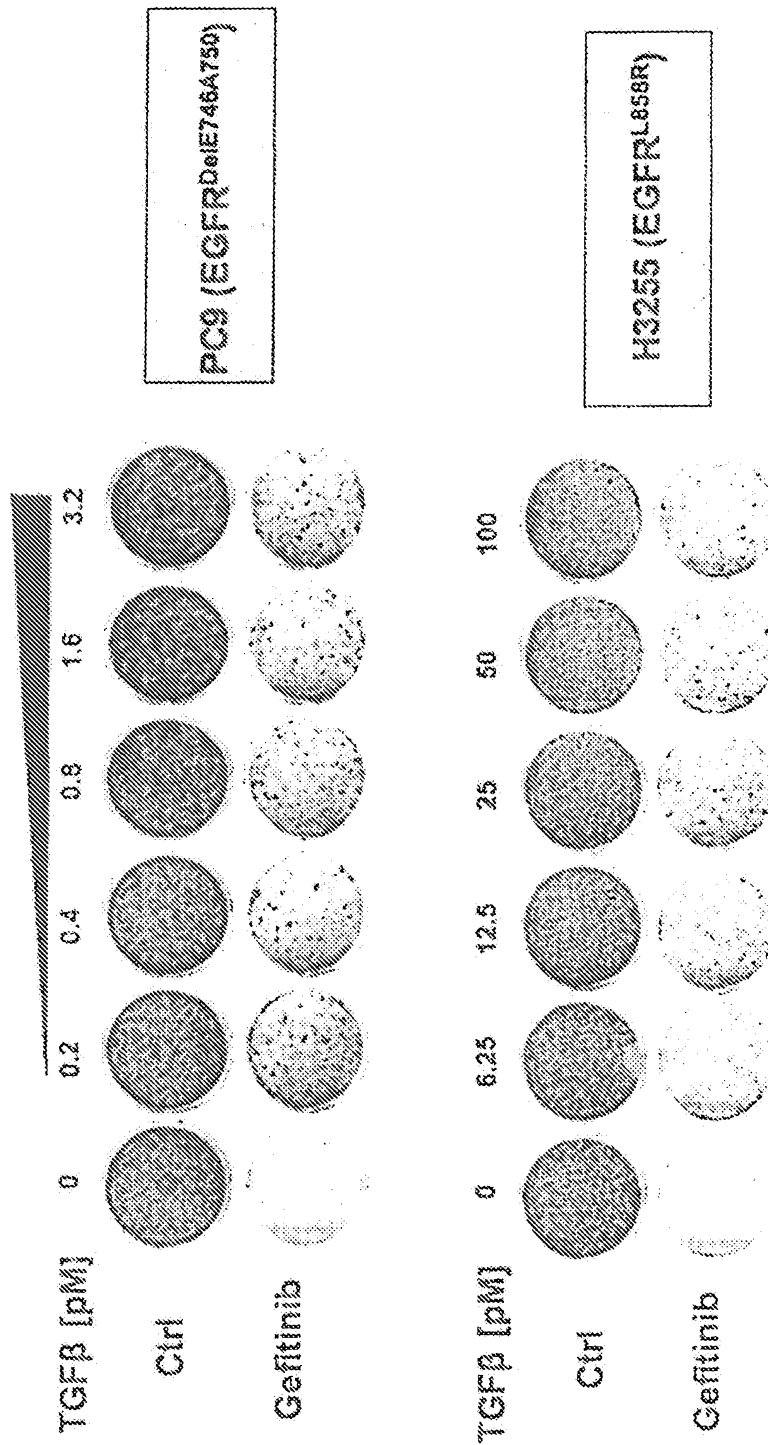 TGFβ [pM] 0 0.2 0.4 0.8 1.6 3.2
Ctrl
Gefitinib
PC9 (EGFR^DelE746A750)
TGFβ [pM] 0 6.25 12.5 25 50 100
Ctrl
Gefitinib
H3255 (EGFR^L858R)